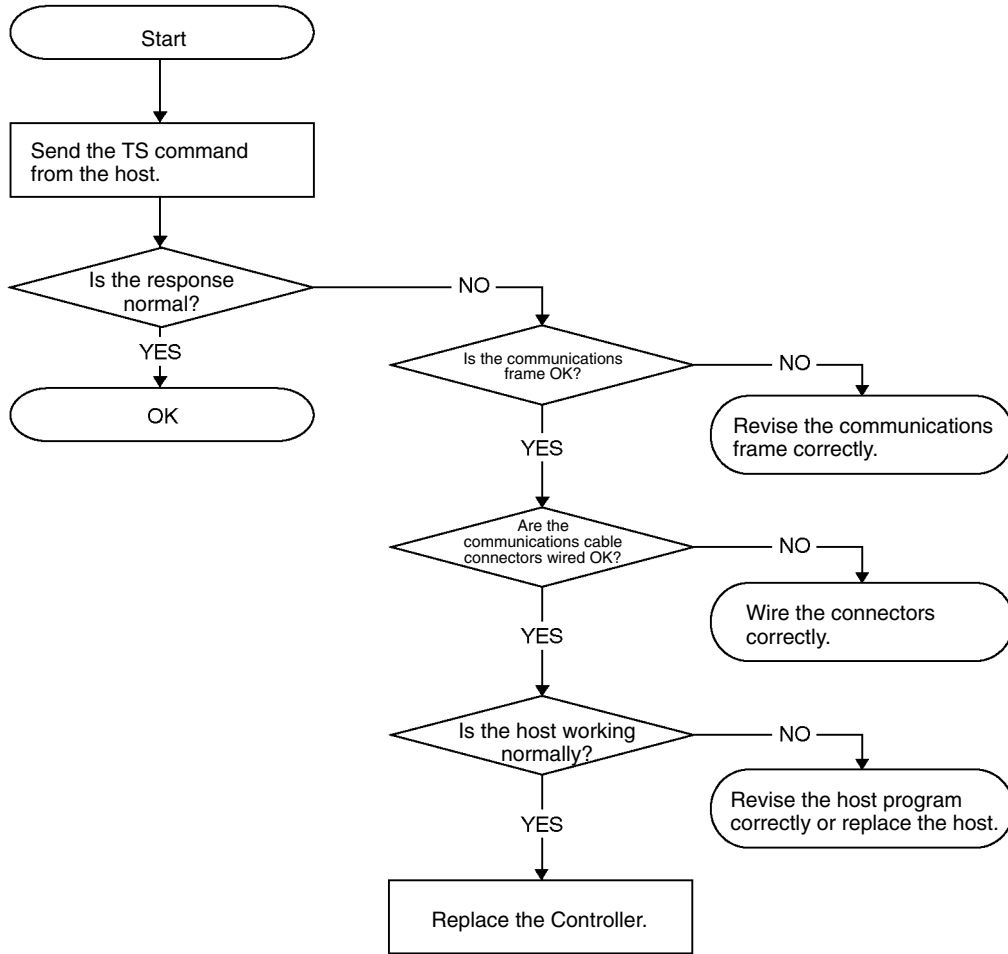 Start
Send the TS command
from the host.
Is the response
normal?
NO
YES
OK
Is the communications
frame OK?
NO
Revise the communications
frame correctly.
YES
Are the
communications cable
connectors wired OK?
NO
Wire the connectors
correctly.
YES
Is the host working
normally?
NO
Revise the host program
correctly or replace the host.
YES
Replace the Controller.